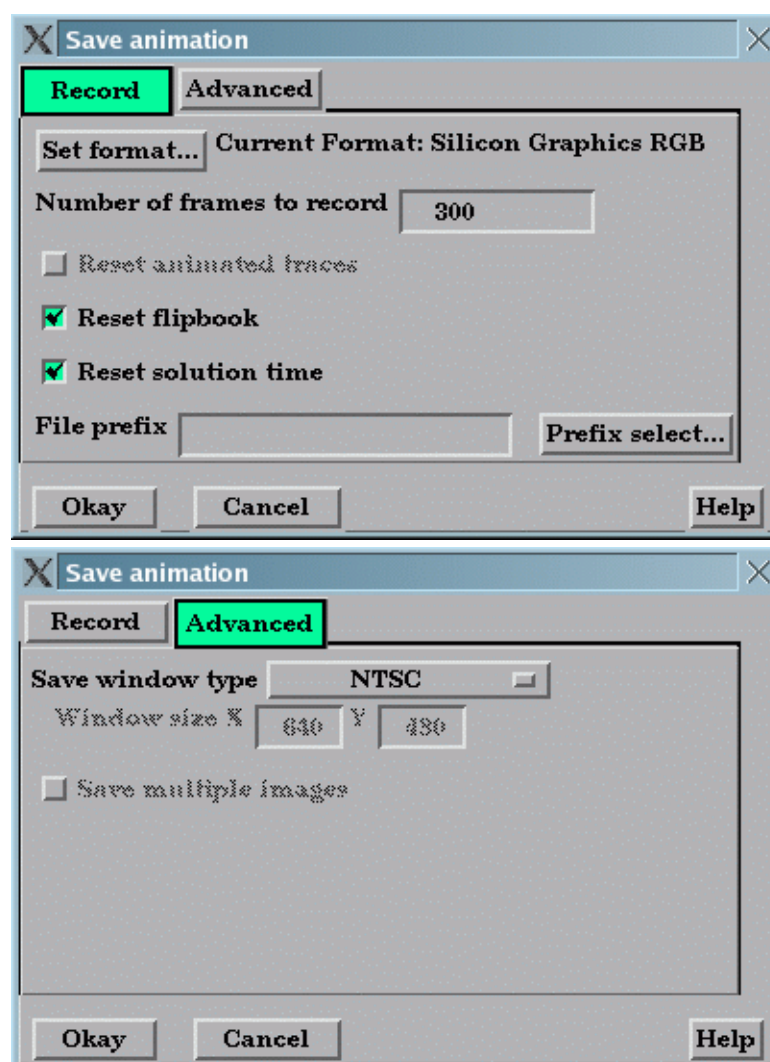 Save animation
Record Advanced
Set format... Current Format: Silicon Graphics RGB
Number of frames to record 300
Reset animated traces
Reset flipbook
Reset solution time
File prefix Prefix select...
Okay Cancel Help
Save animation
Record Advanced
Save window type NTSC
Window size X 640 Y 480
Save multiple images
Okay Cancel Help